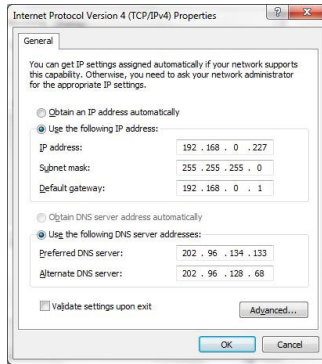 Internet Protocol Version 4 (TCP/IPv4) Properties
General
You can get IP settings assigned automatically if your network supports
this capability. Otherwise, you need to ask your network administrator
for the appropriate IP settings.
Obtain an IP address automatically
Use the following IP address:
IP address: 192 . 168 . 0 . 227
Subnet mask: 255 . 255 . 255 . 0
Default gateway: 192 . 168 . 0 . 1
Obtain DNS server address automatically
Use the following DNS server addresses:
Preferred DNS server: 202 . 96 . 134 . 133
Alternate DNS server: 202 . 96 . 128 . 68
Validate settings upon exit
Advanced...
OK Cancel